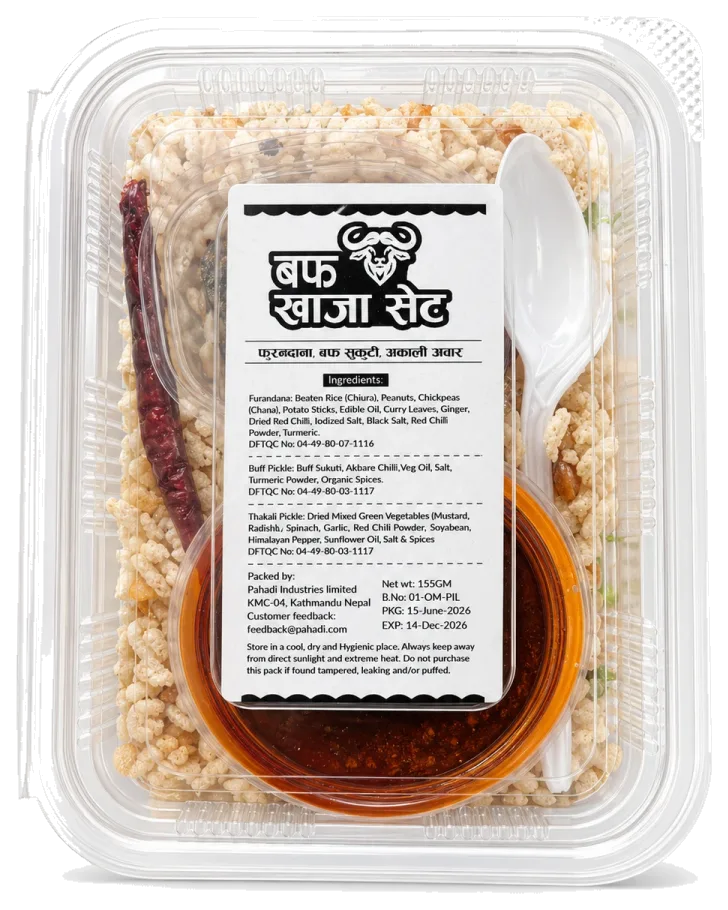 बफ
खाजा सेट
फुरनदाना, बफ सुकुटी, अकाली अचार
Ingredients:
Furandana: Beaten Rice (Chiura), Peanuts, Chickpeas
(Chana), Potato Sticks, Edible Oil, Curry Leaves, Ginger,
Dried Red Chilli, Iodized Salt, Black Salt, Red Chilli
Powder, Turmeric.
DFTQC No: 04-49-80-07-1116
Buff Pickle: Buff Sukuti, Akbare Chilli,Veg Oil, Salt,
Turmeric Powder, Organic Spices.
DFTQC No: 04-49-80-03-1117
Thakali Pickle: Dried Mixed Green Vegetables (Mustard,
Radish, Spinach, Garlic, Red Chili Powder, Soyabean,
Himalayan Pepper, Sunflower Oil, Salt & Spices
DFTQC No: 04-49-80-03-1117
Packed by:
Pahadi Industries limited
KMC-04, Kathmandu Nepal
Customer feedback:
feedback@pahadi.com
Net wt: 155GM
B.No: 01-OM-PIL
PKG: 15-June-2026
EXP: 14-Dec-2026
Store in a cool, dry and Hygienic place. Always keep away
from direct sunlight and extreme heat. Do not purchase
this pack if found tampered, leaking and/or puffed.